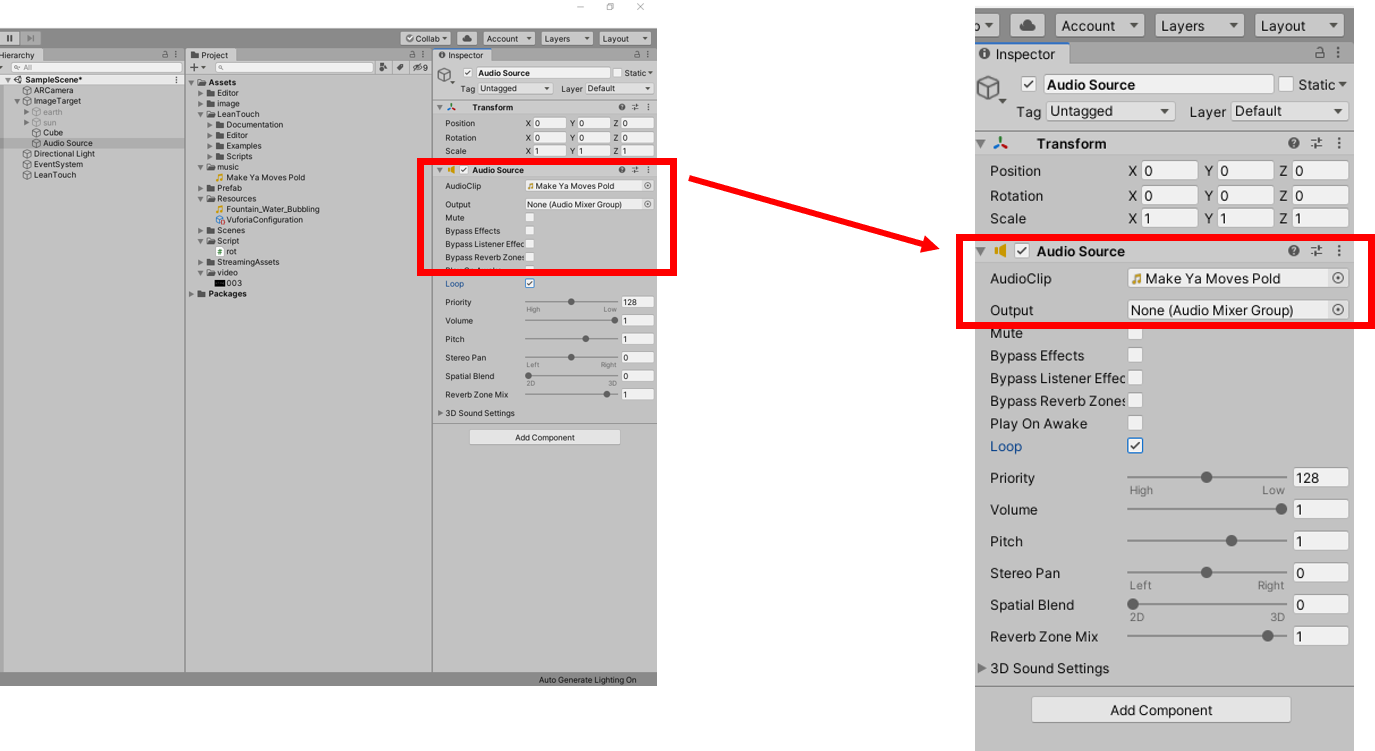 Collab
Account
Layers
Layout
Hierarchy
All
SampleScene*
ARCamera
ImageTarget
earth
sun
Cube
Audio Source
Directional Light
EventSystem
LeanTouch
Project
9
Assets
Editor
image
LeanTouch
Documentation
Editor
Examples
Scripts
music
Make Ya Moves Pold
Prefab
Resources
Fountain_Water_Bubbling
VuforiaConfiguration
Scenes
Script
rot
StreamingAssets
video
003
Packages
Inspector
Audio Source Static
Tag Untagged Layer Default
Transform
Position X 0 Y 0 Z 0
Rotation X 0 Y 0 Z 0
Scale X 1 Y 1 Z 1
Audio Source
AudioClip Make Ya Moves Pold
Output None (Audio Mixer Group)
Mute
Bypass Effects
Bypass Listener Effec
Bypass Reverb Zones
Play On Awake
Loop
Priority 128
High Low
Volume 1
Pitch 1
Stereo Pan 0
Left Right
Spatial Blend 0
2D 3D
Reverb Zone Mix 1
3D Sound Settings
Add Component
Auto Generate Lighting On
Account Layers Layout
Inspector
Audio Source Static
Tag Untagged Layer Default
Transform
Position X 0 Y 0 Z 0
Rotation X 0 Y 0 Z 0
Scale X 1 Y 1 Z 1
Audio Source
AudioClip Make Ya Moves Pold
Output None (Audio Mixer Group)
Mute
Bypass Effects
Bypass Listener Effec
Bypass Reverb Zones
Play On Awake
Loop
Priority 128
High Low
Volume 1
Pitch 1
Stereo Pan 0
Left Right
Spatial Blend 0
2D 3D
Reverb Zone Mix 1
3D Sound Settings
Add Component